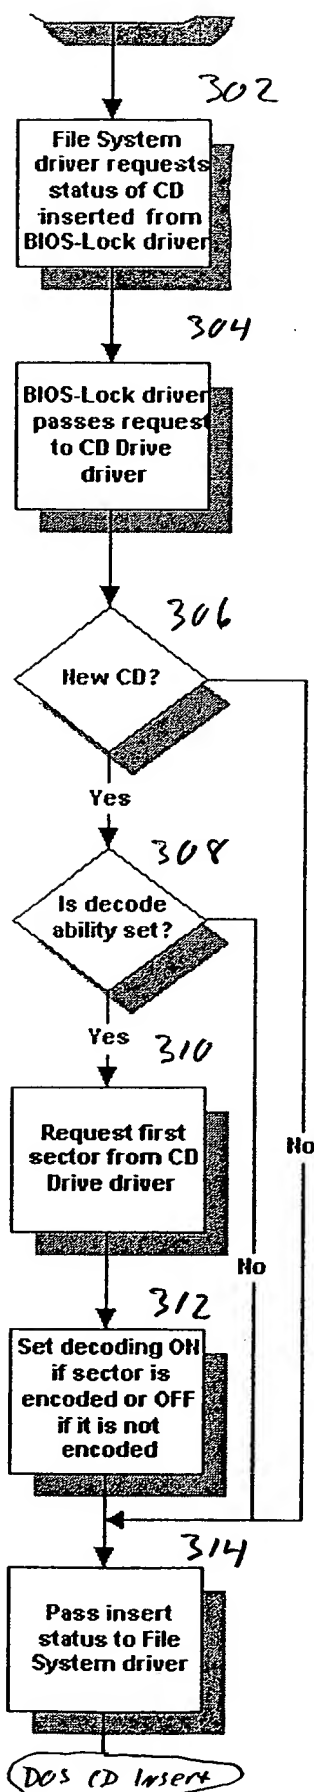 302
File System
driver requests
status of CD
inserted from
BIOS-Lock driver
304
BIOS-Lock driver
passes request
to CD Drive
driver
306
New CD?
Yes
308
Is decode
ability set?
Yes
310
Request first
sector from CD
Drive driver
No
No
312
Set decoding ON
if sector is
encoded or OFF
if it is not
encoded
314
Pass insert
status to File
System driver
DOS CD Insert